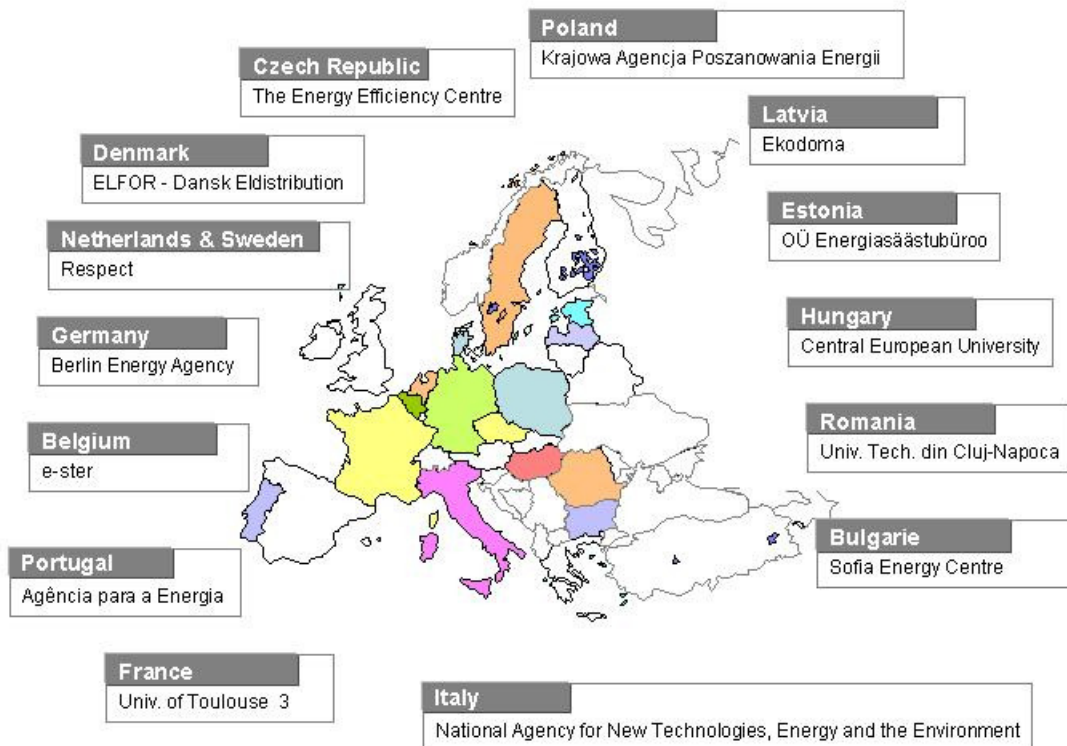 Poland
Krajowa Agencja Poszanowania Energii
Czech Republic
The Energy Efficiency Centre
Latvia
Ekodoma
Denmark
ELFOR - Dansk Eldistribution
Estonia
OÜ Energiasäästubüroo
Netherlands & Sweden
Respect
Hungary
Central European University
Germany
Berlin Energy Agency
Romania
Univ. Tech. din Cluj-Napoca
Belgium
e-ster
Bulgarie
Sofia Energy Centre
Portugal
Agência para a Energia
France
Univ. of Toulouse 3
Italy
National Agency for New Technologies, Energy and the Environment